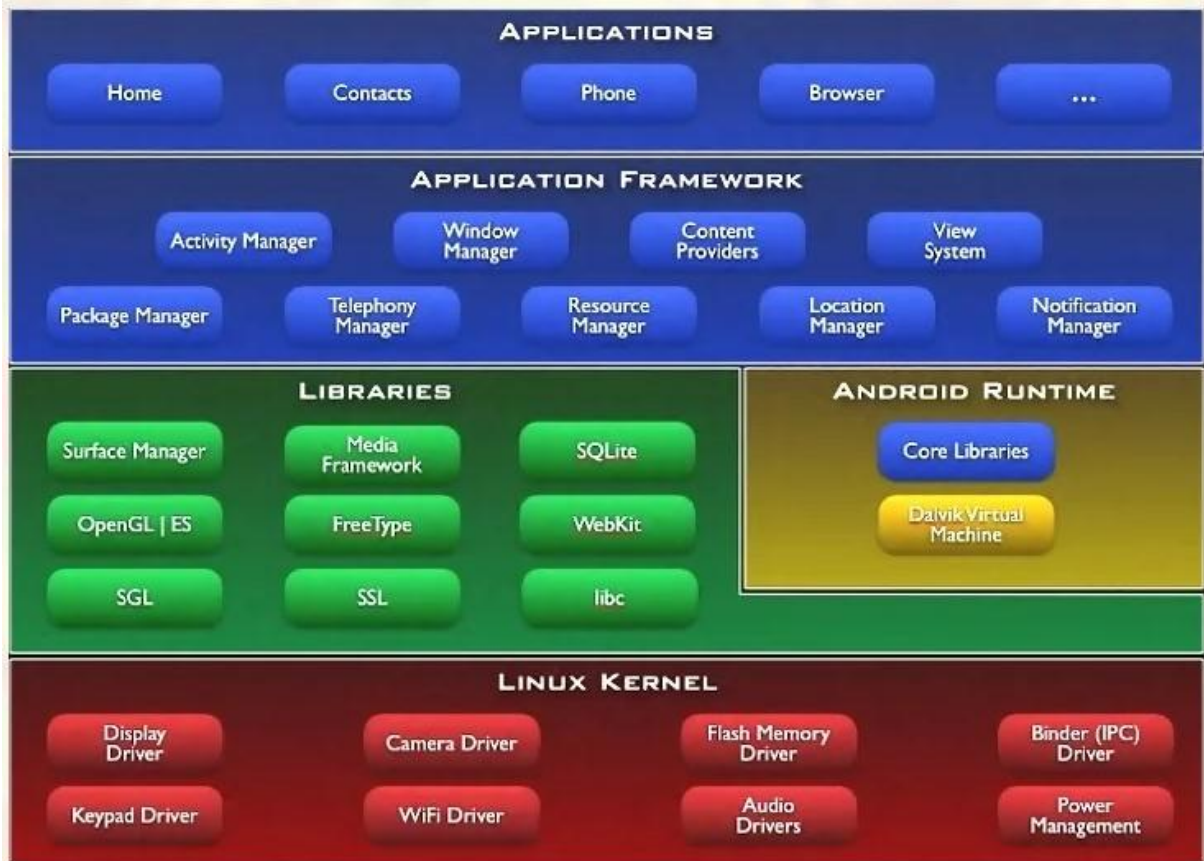 APPLICATIONS
Home
Contacts
Phone
Browser
...
APPLICATION FRAMEWORK
Activity Manager
Window
Manager
Content
Providers
View
System
Package Manager
Telephony
Manager
Resource
Manager
Location
Manager
Notification
Manager
LIBRARIES
Surface Manager
Media
Framework
SQLite
OpenGL | ES
FreeType
WebKit
SGL
SSL
libc
ANDROID RUNTIME
Core Libraries
Dalvik Virtual
Machine
LINUX KERNEL
Display
Driver
Camera Driver
Flash Memory
Driver
Binder (IPC)
Driver
Keypad Driver
WiFi Driver
Audio
Drivers
Power
Management